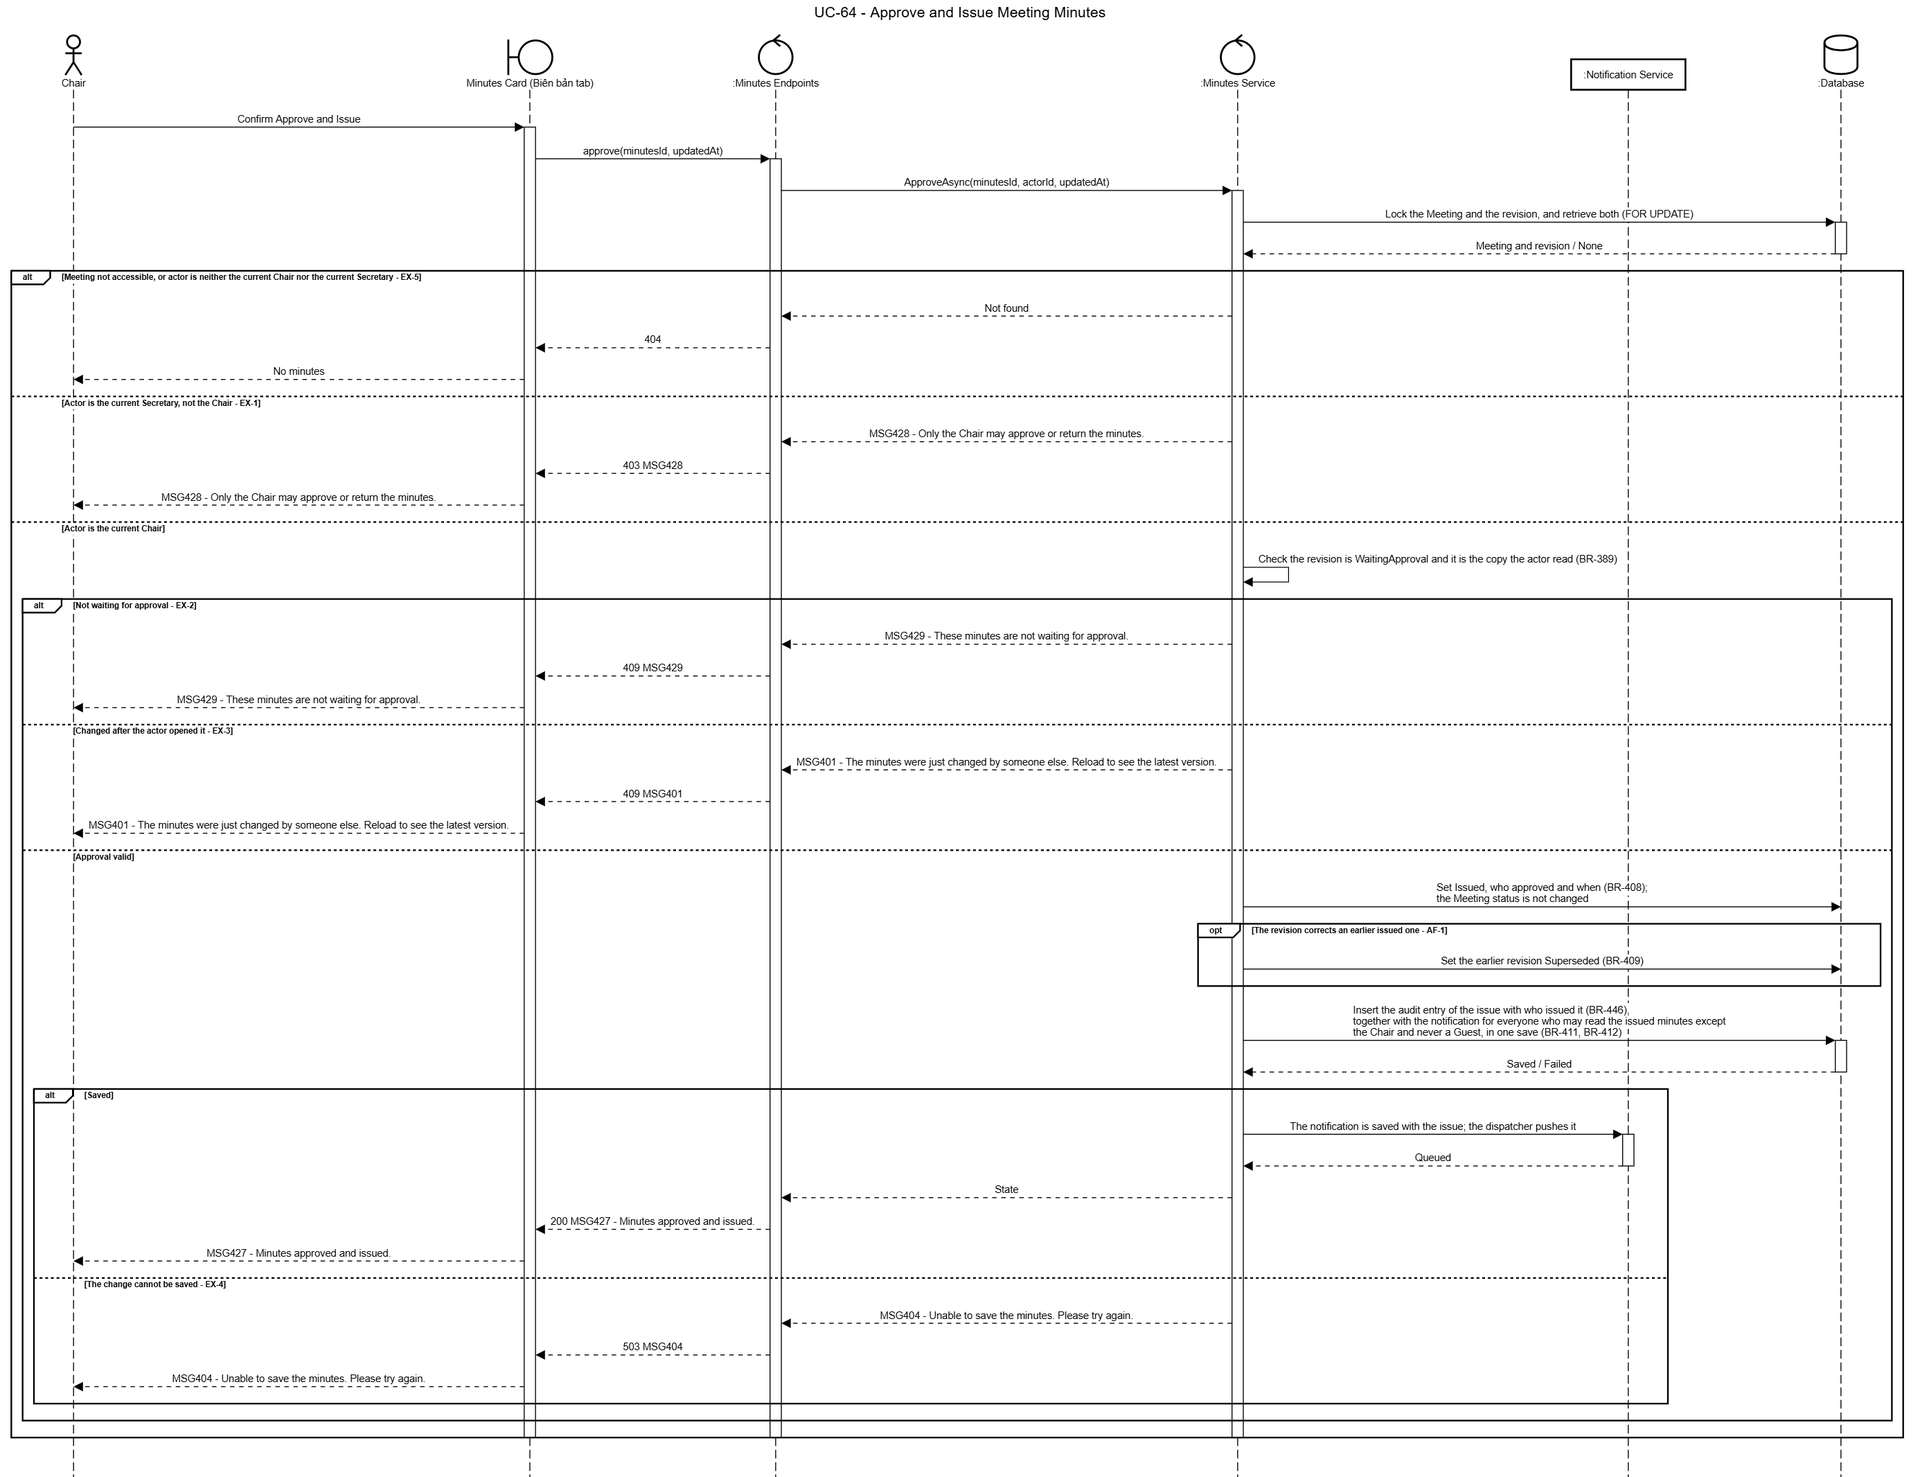 UC-64 - Approve and Issue Meeting Minutes
Chair
Minutes Card (Biên bản tab)
:Minutes Endpoints
:Minutes Service
:Notification Service
:Database
Confirm Approve and Issue
approve(minutesId, updatedAt)
ApproveAsync(minutesId, actorId, updatedAt)
Lock the Meeting and the revision, and retrieve both (FOR UPDATE)
Meeting and revision / None
alt
[Meeting not accessible, or actor is neither the current Chair nor the current Secretary - EX-5]
Not found
404
No minutes
[Actor is the current Secretary, not the Chair - EX-1]
MSG428 - Only the Chair may approve or return the minutes.
403 MSG428
MSG428 - Only the Chair may approve or return the minutes.
[Actor is the current Chair]
Check the revision is WaitingApproval and it is the copy the actor read (BR-389)
alt
[Not waiting for approval - EX-2]
MSG429 - These minutes are not waiting for approval.
409 MSG429
MSG429 - These minutes are not waiting for approval.
[Changed after the actor opened it - EX-3]
MSG401 - The minutes were just changed by someone else. Reload to see the latest version.
409 MSG401
MSG401 - The minutes were just changed by someone else. Reload to see the latest version.
[Approval valid]
Set Issued, who approved and when (BR-408);
the Meeting status is not changed
opt
[The revision corrects an earlier issued one - AF-1]
Set the earlier revision Superseded (BR-409)
Insert the audit entry of the issue with who issued it (BR-446),
together with the notification for everyone who may read the issued minutes except
the Chair and never a Guest, in one save (BR-411, BR-412)
Saved / Failed
alt
[Saved]
The notification is saved with the issue; the dispatcher pushes it
Queued
State
200 MSG427 - Minutes approved and issued.
MSG427 - Minutes approved and issued.
[The change cannot be saved - EX-4]
MSG404 - Unable to save the minutes. Please try again.
503 MSG404
MSG404 - Unable to save the minutes. Please try again.